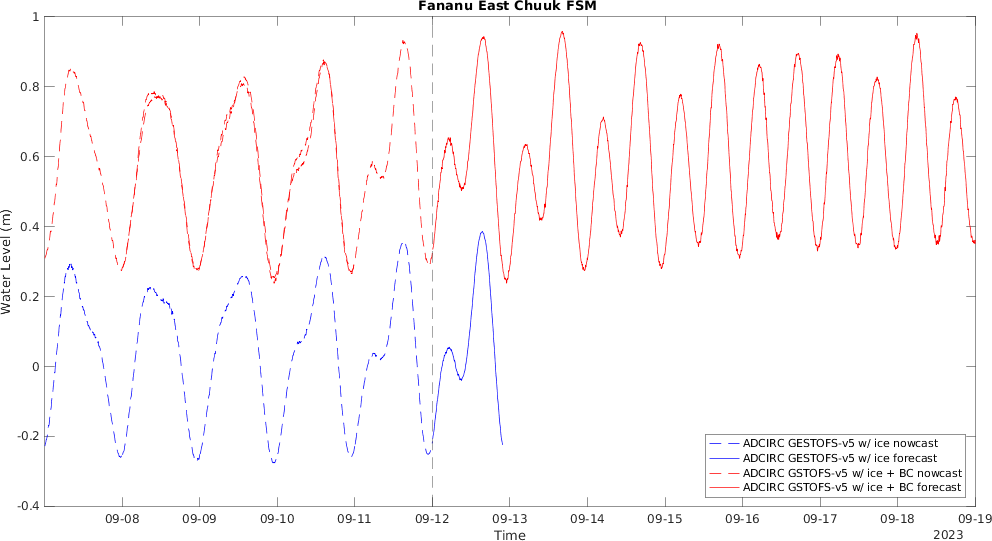 Fananu East Chuuk FSM
1
0.8
0.6
0.4
0.2
0
-0.2
-0.4
Water Level (m)
ADCIRC GESTOFS-v5 w/ ice nowcast
ADCIRC GESTOFS-v5 w/ ice forecast
ADCIRC GSTOFS-v5 w/ ice + BC nowcast
ADCIRC GSTOFS-v5 w/ ice + BC forecast
09-08 09-09 09-10 09-11 09-12 09-13 09-14 09-15 09-16 09-17 09-18 09-19
Time
2023